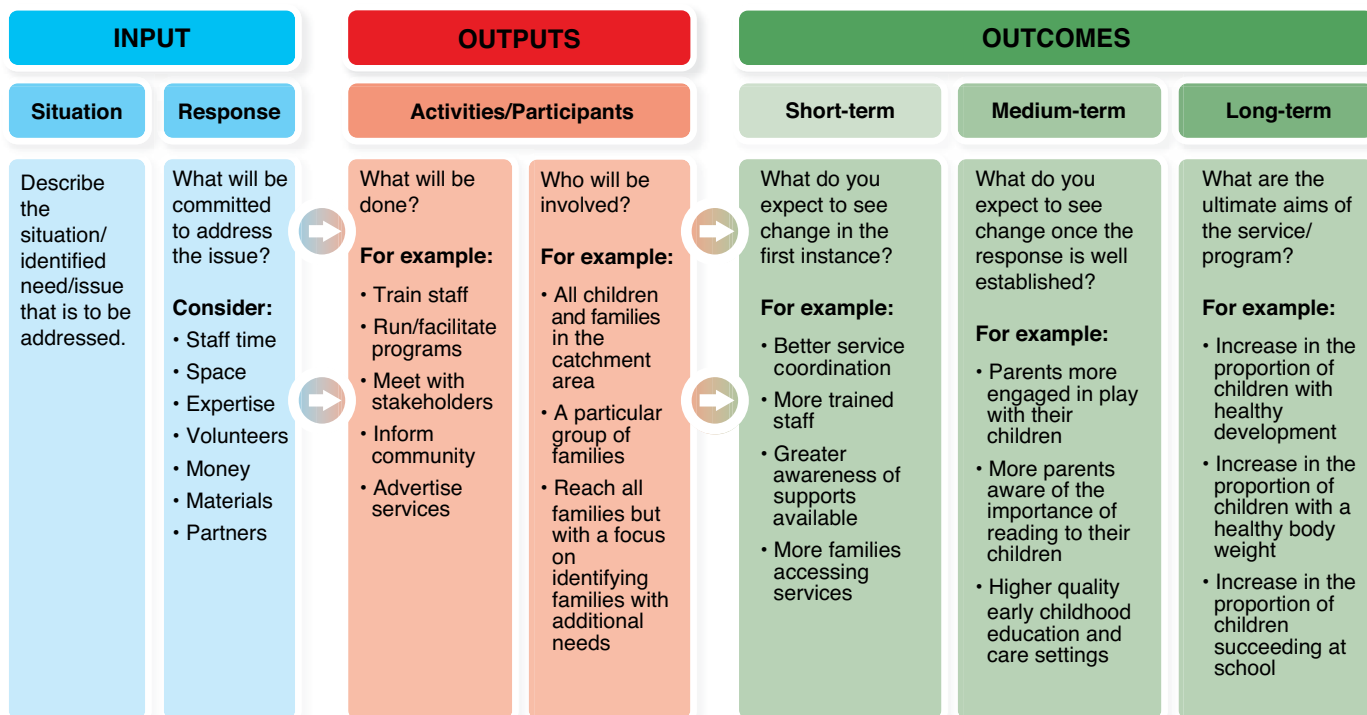 INPUT
OUTPUTS
OUTCOMES
Situation
Response
Activities/Participants
Short-term
Medium-term
Long-term
Describe
the
situation/
identified
need/issue
that is to be
addressed.
What will be
committed
to address
the issue?
Consider:
• Staff time
• Space
• Expertise
• Volunteers
• Money
• Materials
• Partners
What will be
done?
For example:
• Train staff
• Run/facilitate
programs
• Meet with
stakeholders
• Inform
community
• Advertise
services
Who will be
involved?
For example:
• All children
and families
in the
catchment
area
• A particular
group of
families
• Reach all
families but
with a focus
on
identifying
families with
additional
needs
What do you
expect to see
change in the
first instance?
For example:
• Better service
coordination
• More trained
staff
• Greater
awareness of
supports
available
• More families
accessing
services
What do you
expect to see
change once the
response is well
established?
For example:
• Parents more
engaged in play
with their
children
• More parents
aware of the
importance of
reading to their
children
• Higher quality
early childhood
education and
care settings
What are the
ultimate aims of
the service/
program?
For example:
• Increase in the
proportion of
children with
healthy
development
• Increase in the
proportion of
children with a
healthy body
weight
• Increase in the
proportion of
children
succeeding at
school